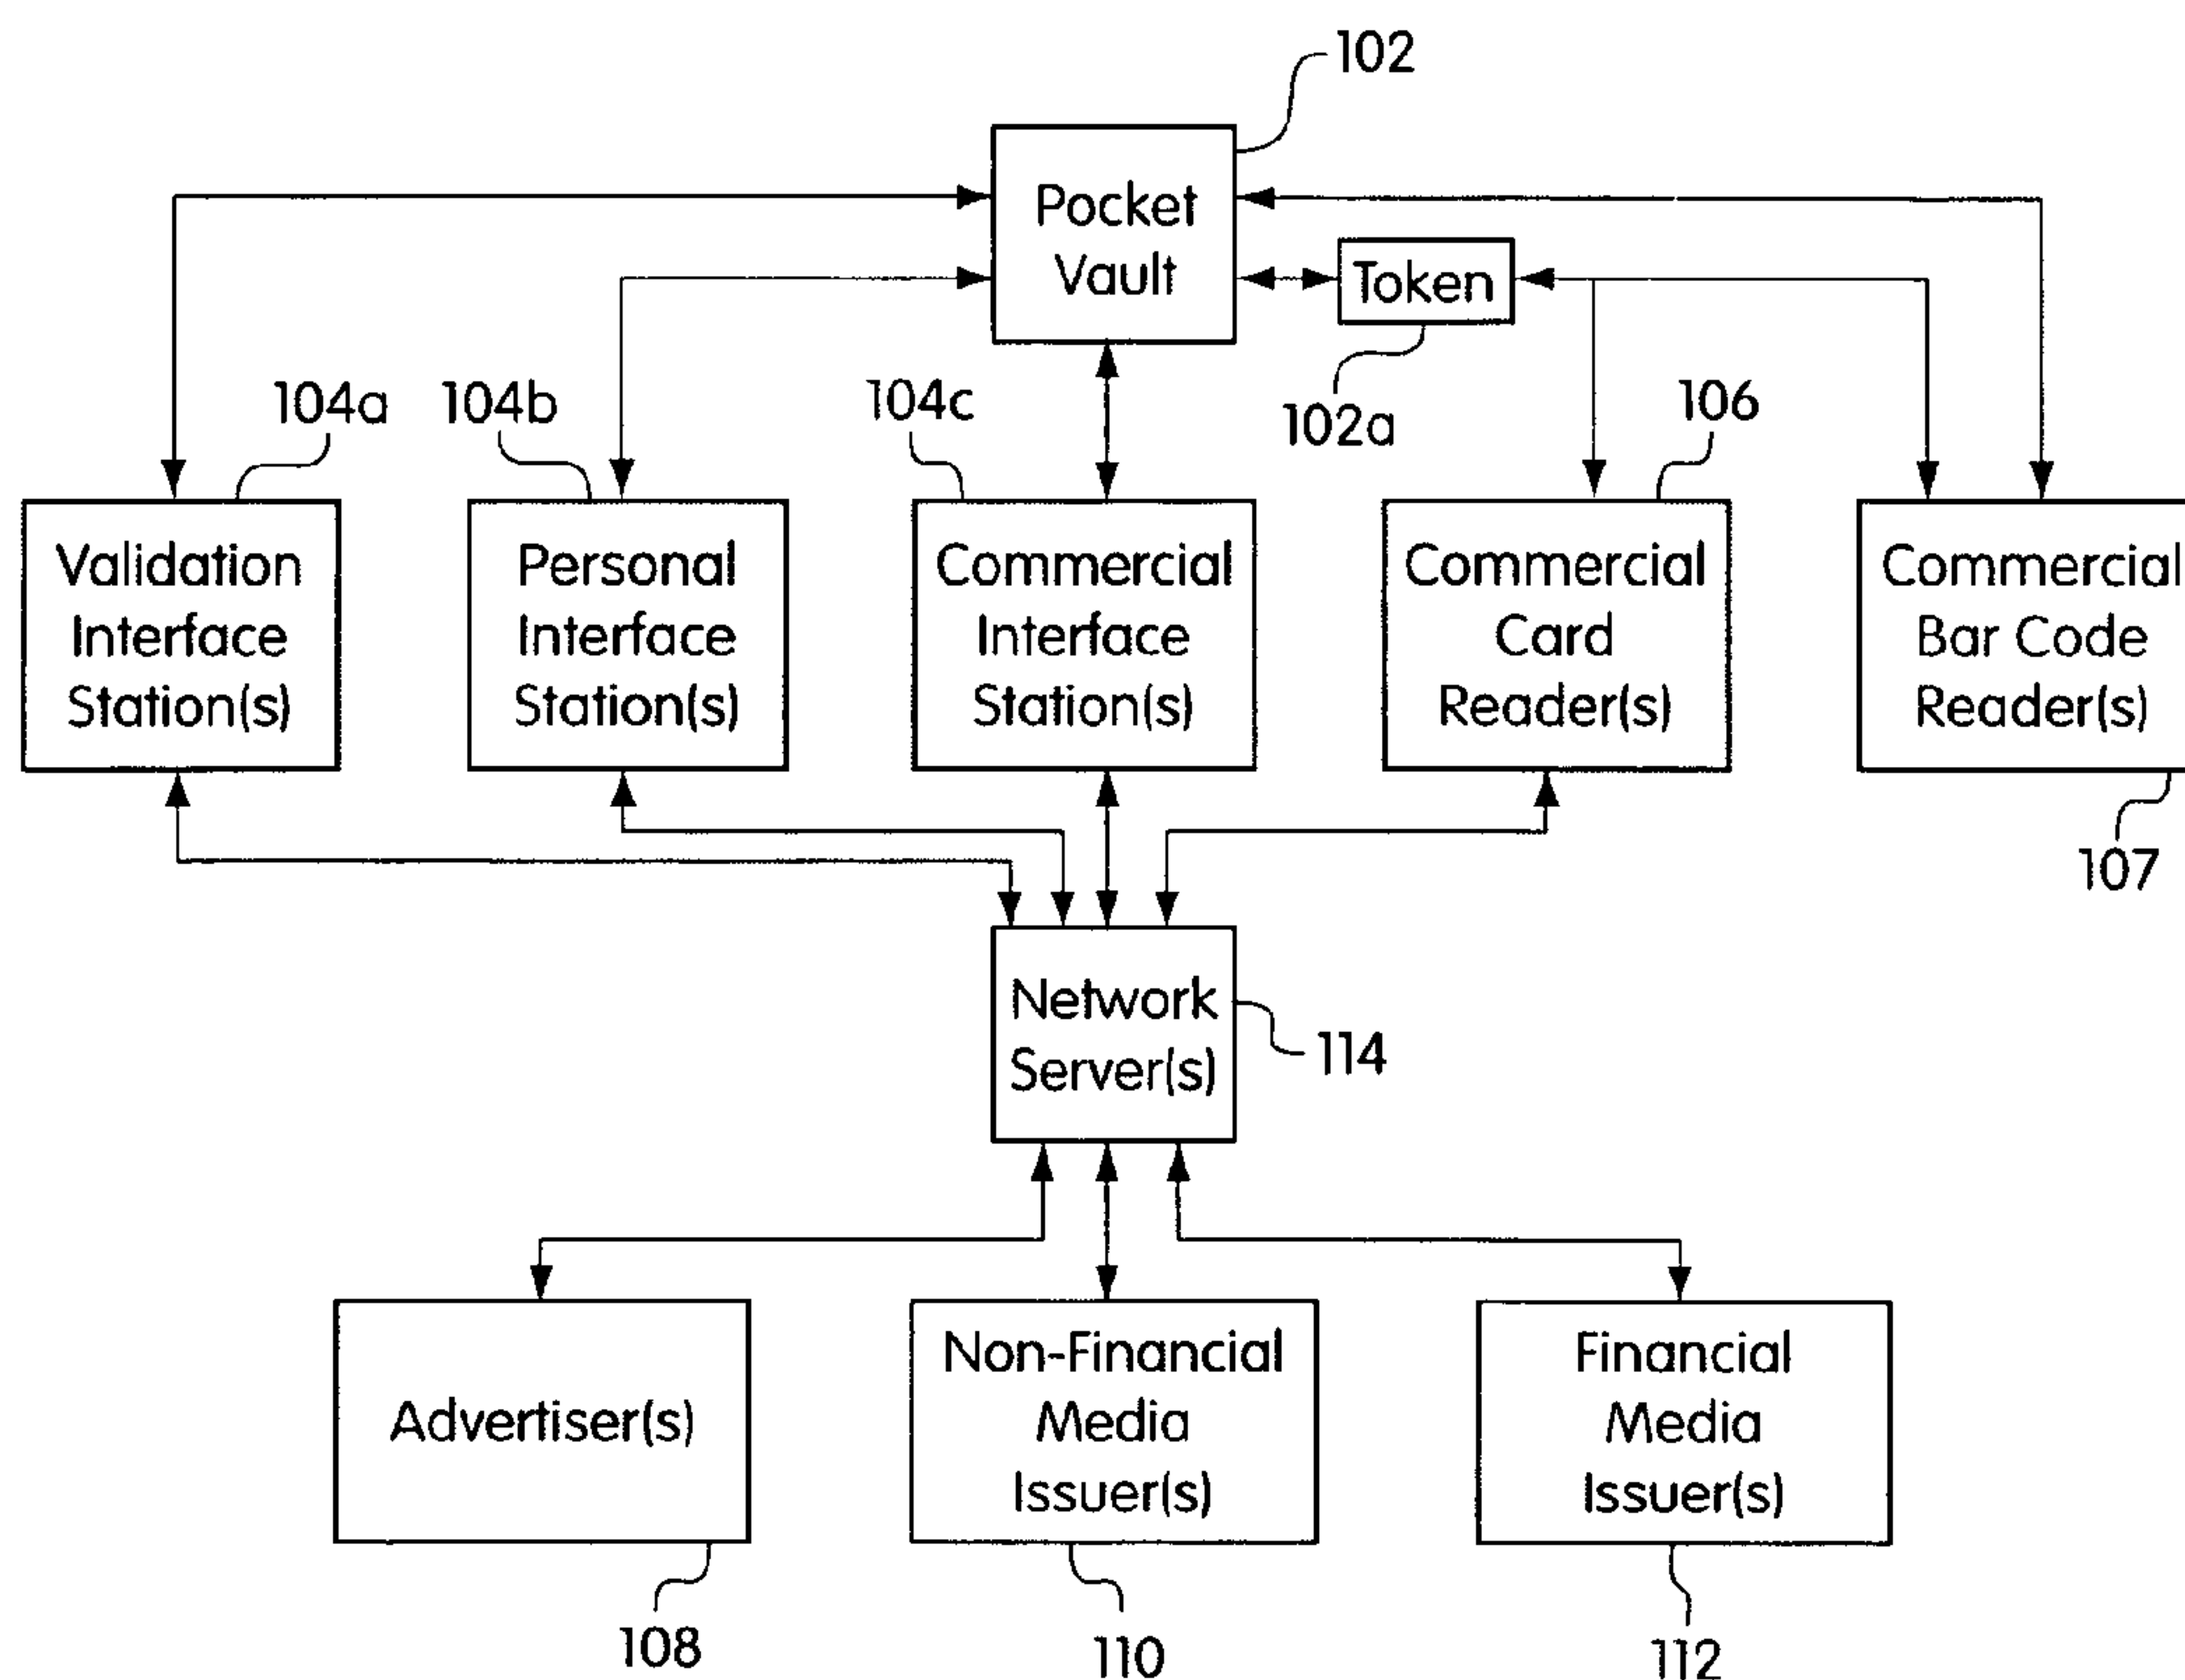 102
Pocket
Vault
Token
102a
104a
104b
104c
106
Validation
Interface
Station(s)
Personal
Interface
Station(s)
Commercial
Interface
Station(s)
Commercial
Card
Reader(s)
Commercial
Bar Code
Reader(s)
107
Network
Server(s)
114
Advertiser(s)
Non-Financial
Media
Issuer(s)
Financial
Media
Issuer(s)
108
110
112